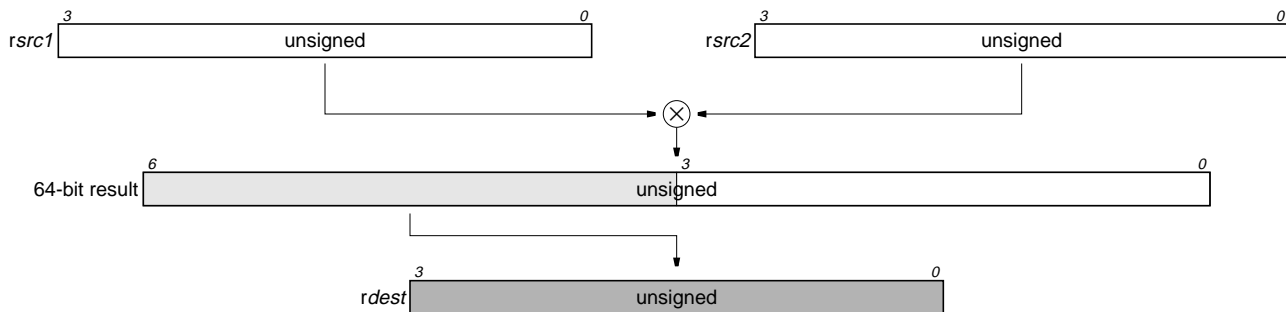 3 0 3 0
rsrc1 unsigned rsrc2 unsigned
6 3 0
64-bit result unsigned
3 0
rdest unsigned